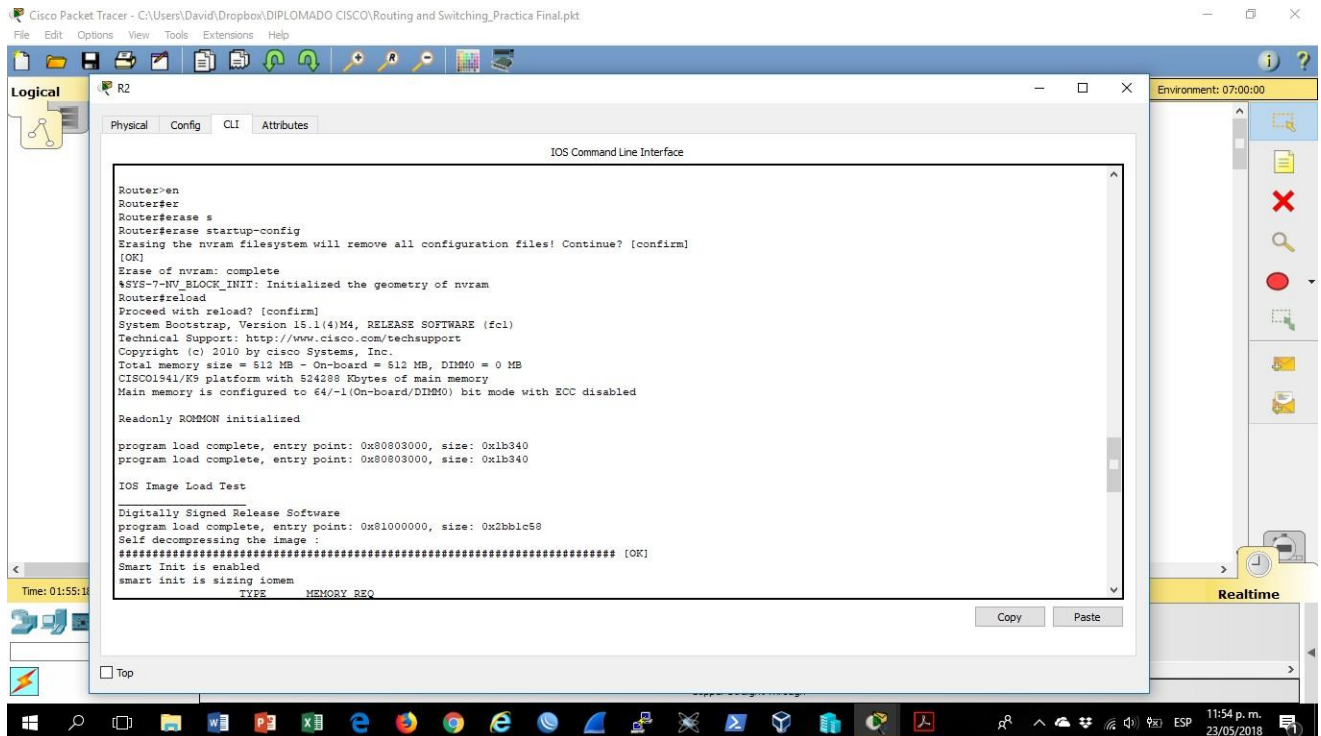 Cisco Packet Tracer - C:\Users\David\Dropbox\DIPLOMADO CISCO\Routing and Switching_Practica Final.pkt
File Edit Options View Tools Extensions Help
Logical
R2
Environment: 07:00:00
Physical Config CLI Attributes
IOS Command Line Interface
Router>en
Router#er
Router#erase s
Router#erase startup-config
Erasing the nvram filesystem will remove all configuration files! Continue? [confirm]
[OK]
Erase of nvram: complete
%SYS-7-NV_BLOCK_INIT: Initialized the geometry of nvram
Router#reload
Proceed with reload? [confirm]
System Bootstrap, Version 15.1(4)M4, RELEASE SOFTWARE (fc1)
Technical Support: http://www.cisco.com/techsupport
Copyright (c) 2010 by cisco Systems, Inc.
Total memory size = 512 MB - On-board = 512 MB, DIMM0 = 0 MB
CISCO1941/K9 platform with 524288 Kbytes of main memory
Main memory is configured to 64/-1(On-board/DIMM0) bit mode with ECC disabled
Readonly ROMMON initialized
program load complete, entry point: 0x80803000, size: 0x1b340
program load complete, entry point: 0x80803000, size: 0x1b340
IOS Image Load Test
___________________
Digitally Signed Release Software
program load complete, entry point: 0x81000000, size: 0x2bb1c58
Self decompressing the image :
########################################################################## [OK]
Smart Init is enabled
smart init is sizing iomem
TYPE MEMORY_REQ
Time: 01:55:18
Realtime
Copy Paste
Top
ESP
11:54 p. m.
23/05/2018